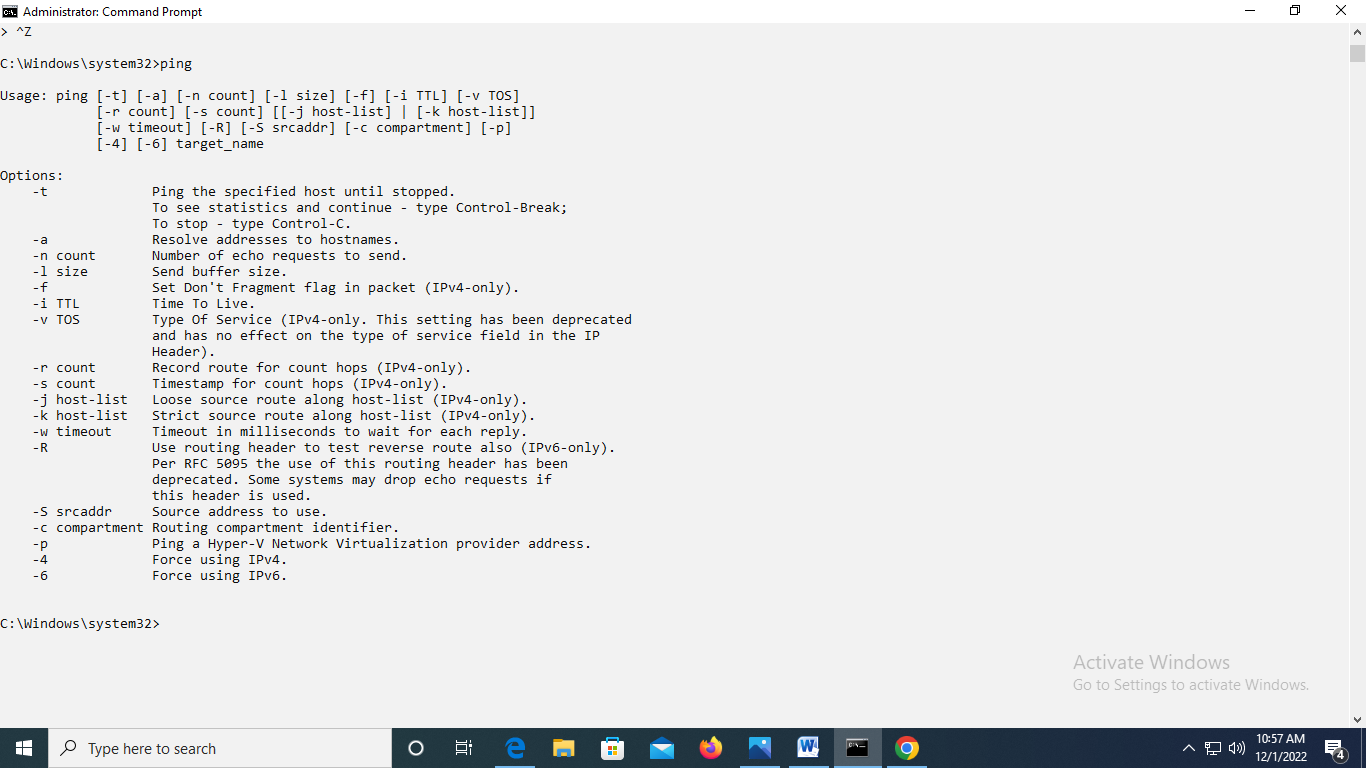 Administrator: Command Prompt
> ^Z
C:\Windows\system32>ping
Usage: ping [-t] [-a] [-n count] [-l size] [-f] [-i TTL] [-v TOS]
            [-r count] [-s count] [[-j host-list] | [-k host-list]]
            [-w timeout] [-R] [-S srcaddr] [-c compartment] [-p]
            [-4] [-6] target_name
Options:
    -t             Ping the specified host until stopped.
                   To see statistics and continue - type Control-Break;
                   To stop - type Control-C.
    -a             Resolve addresses to hostnames.
    -n count       Number of echo requests to send.
    -l size        Send buffer size.
    -f             Set Don't Fragment flag in packet (IPv4-only).
    -i TTL         Time To Live.
    -v TOS         Type Of Service (IPv4-only. This setting has been deprecated
                   and has no effect on the type of service field in the IP
                   Header).
    -r count       Record route for count hops (IPv4-only).
    -s count       Timestamp for count hops (IPv4-only).
    -j host-list   Loose source route along host-list (IPv4-only).
    -k host-list   Strict source route along host-list (IPv4-only).
    -w timeout     Timeout in milliseconds to wait for each reply.
    -R             Use routing header to test reverse route also (IPv6-only).
                   Per RFC 5095 the use of this routing header has been
                   deprecated. Some systems may drop echo requests if
                   this header is used.
    -S srcaddr     Source address to use.
    -c compartment Routing compartment identifier.
    -p             Ping a Hyper-V Network Virtualization provider address.
    -4             Force using IPv4.
    -6             Force using IPv6.
C:\Windows\system32>
Activate Windows
Go to Settings to activate Windows.
Type here to search
10:57 AM
12/1/2022
4